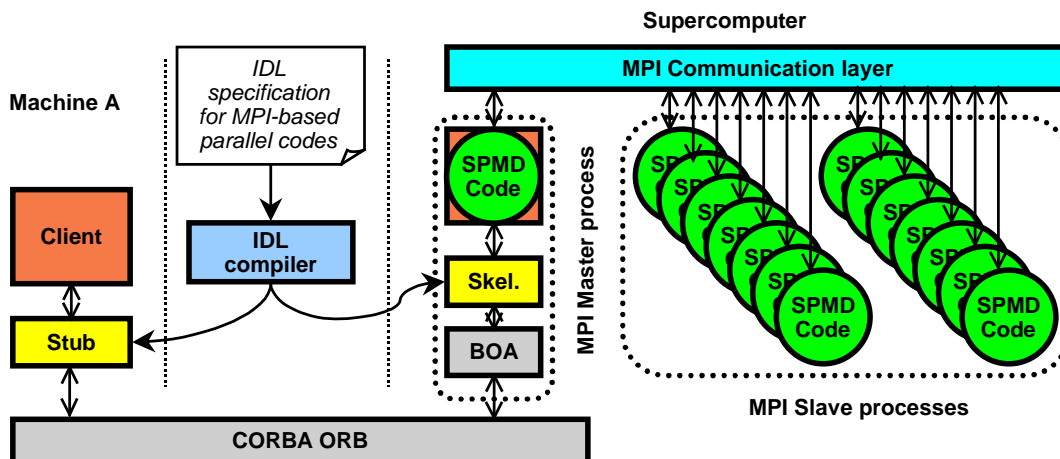 Supercomputer
MPI Communication layer
Machine A
IDL
specification
for MPI-based
parallel codes
Client
Stub
IDL
compiler
SPMD
Code
Skel.
BOA
MPI Master process
SPMD
Code
SPMD
Code
MPI Slave processes
CORBA ORB